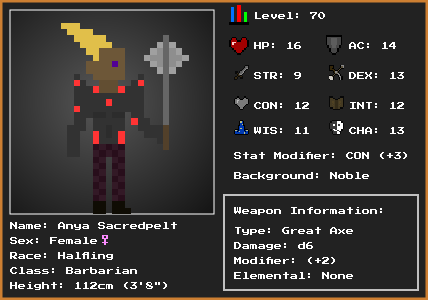 Level: 70
HP: 16 AC: 14
STR: 9 DEX: 13
CON: 12 INT: 12
WIS: 11 CHA: 13
Stat Modifier: CON (+3)
Background: Noble
Name: Anya Sacredpelt
Sex: Female♀
Race: Halfling
Class: Barbarian
Height: 112cm (3'8")
Weapon Information:
Type: Great Axe
Damage: d6
Modifier: (+2)
Elemental: None